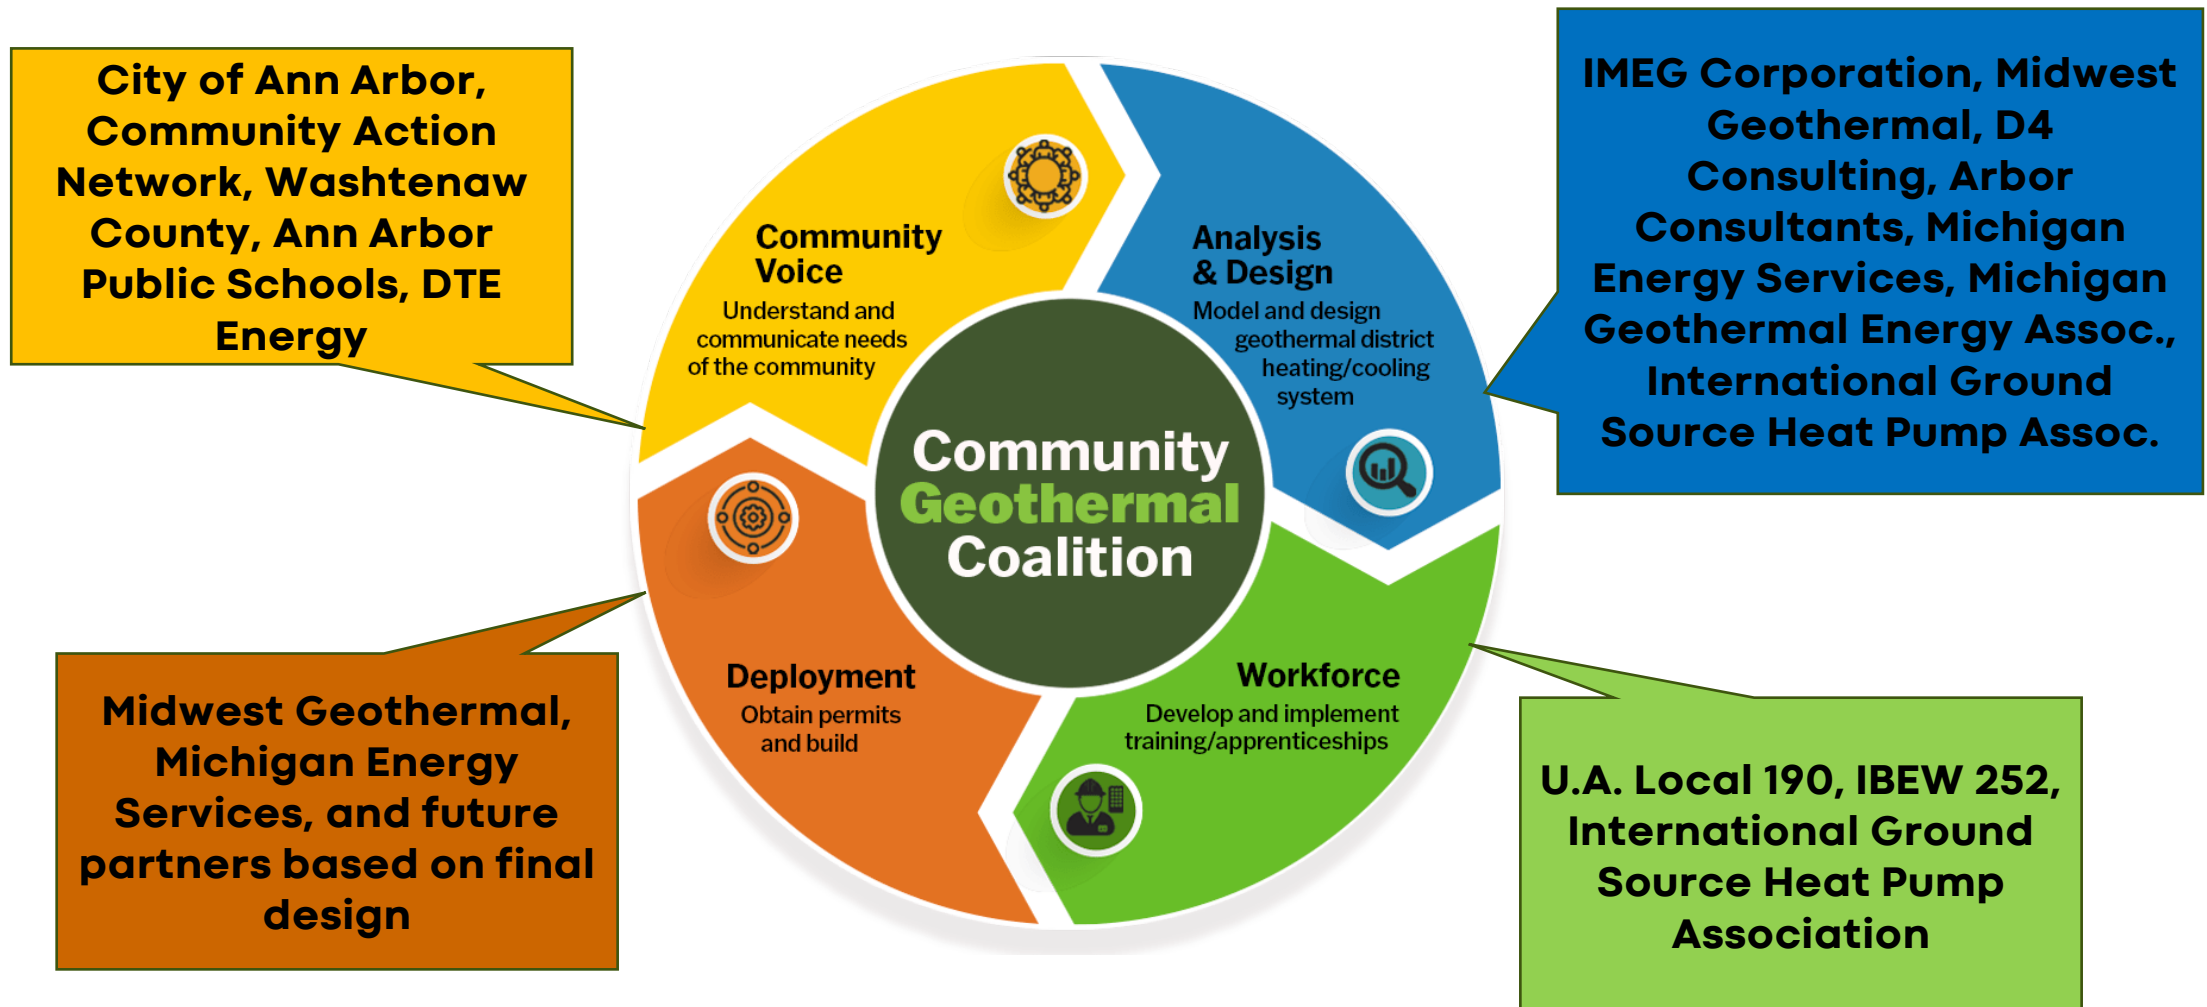 City of Ann Arbor,
Community Action
Network, Washtenaw
County, Ann Arbor
Public Schools, DTE
Energy
Community
Voice
Understand and
communicate needs
of the community
Analysis
& Design
Model and design
geothermal district
heating/cooling
system
IMEG Corporation, Midwest
Geothermal, D4
Consulting, Arbor
Consultants, Michigan
Energy Services, Michigan
Geothermal Energy Assoc.,
International Ground
Source Heat Pump Assoc.
Community
Geothermal
Coalition
Midwest Geothermal,
Michigan Energy
Services, and future
partners based on final
design
Deployment
Obtain permits
and build
Workforce
Develop and implement
training/apprenticeships
U.A. Local 190, IBEW 252,
International Ground
Source Heat Pump
Association